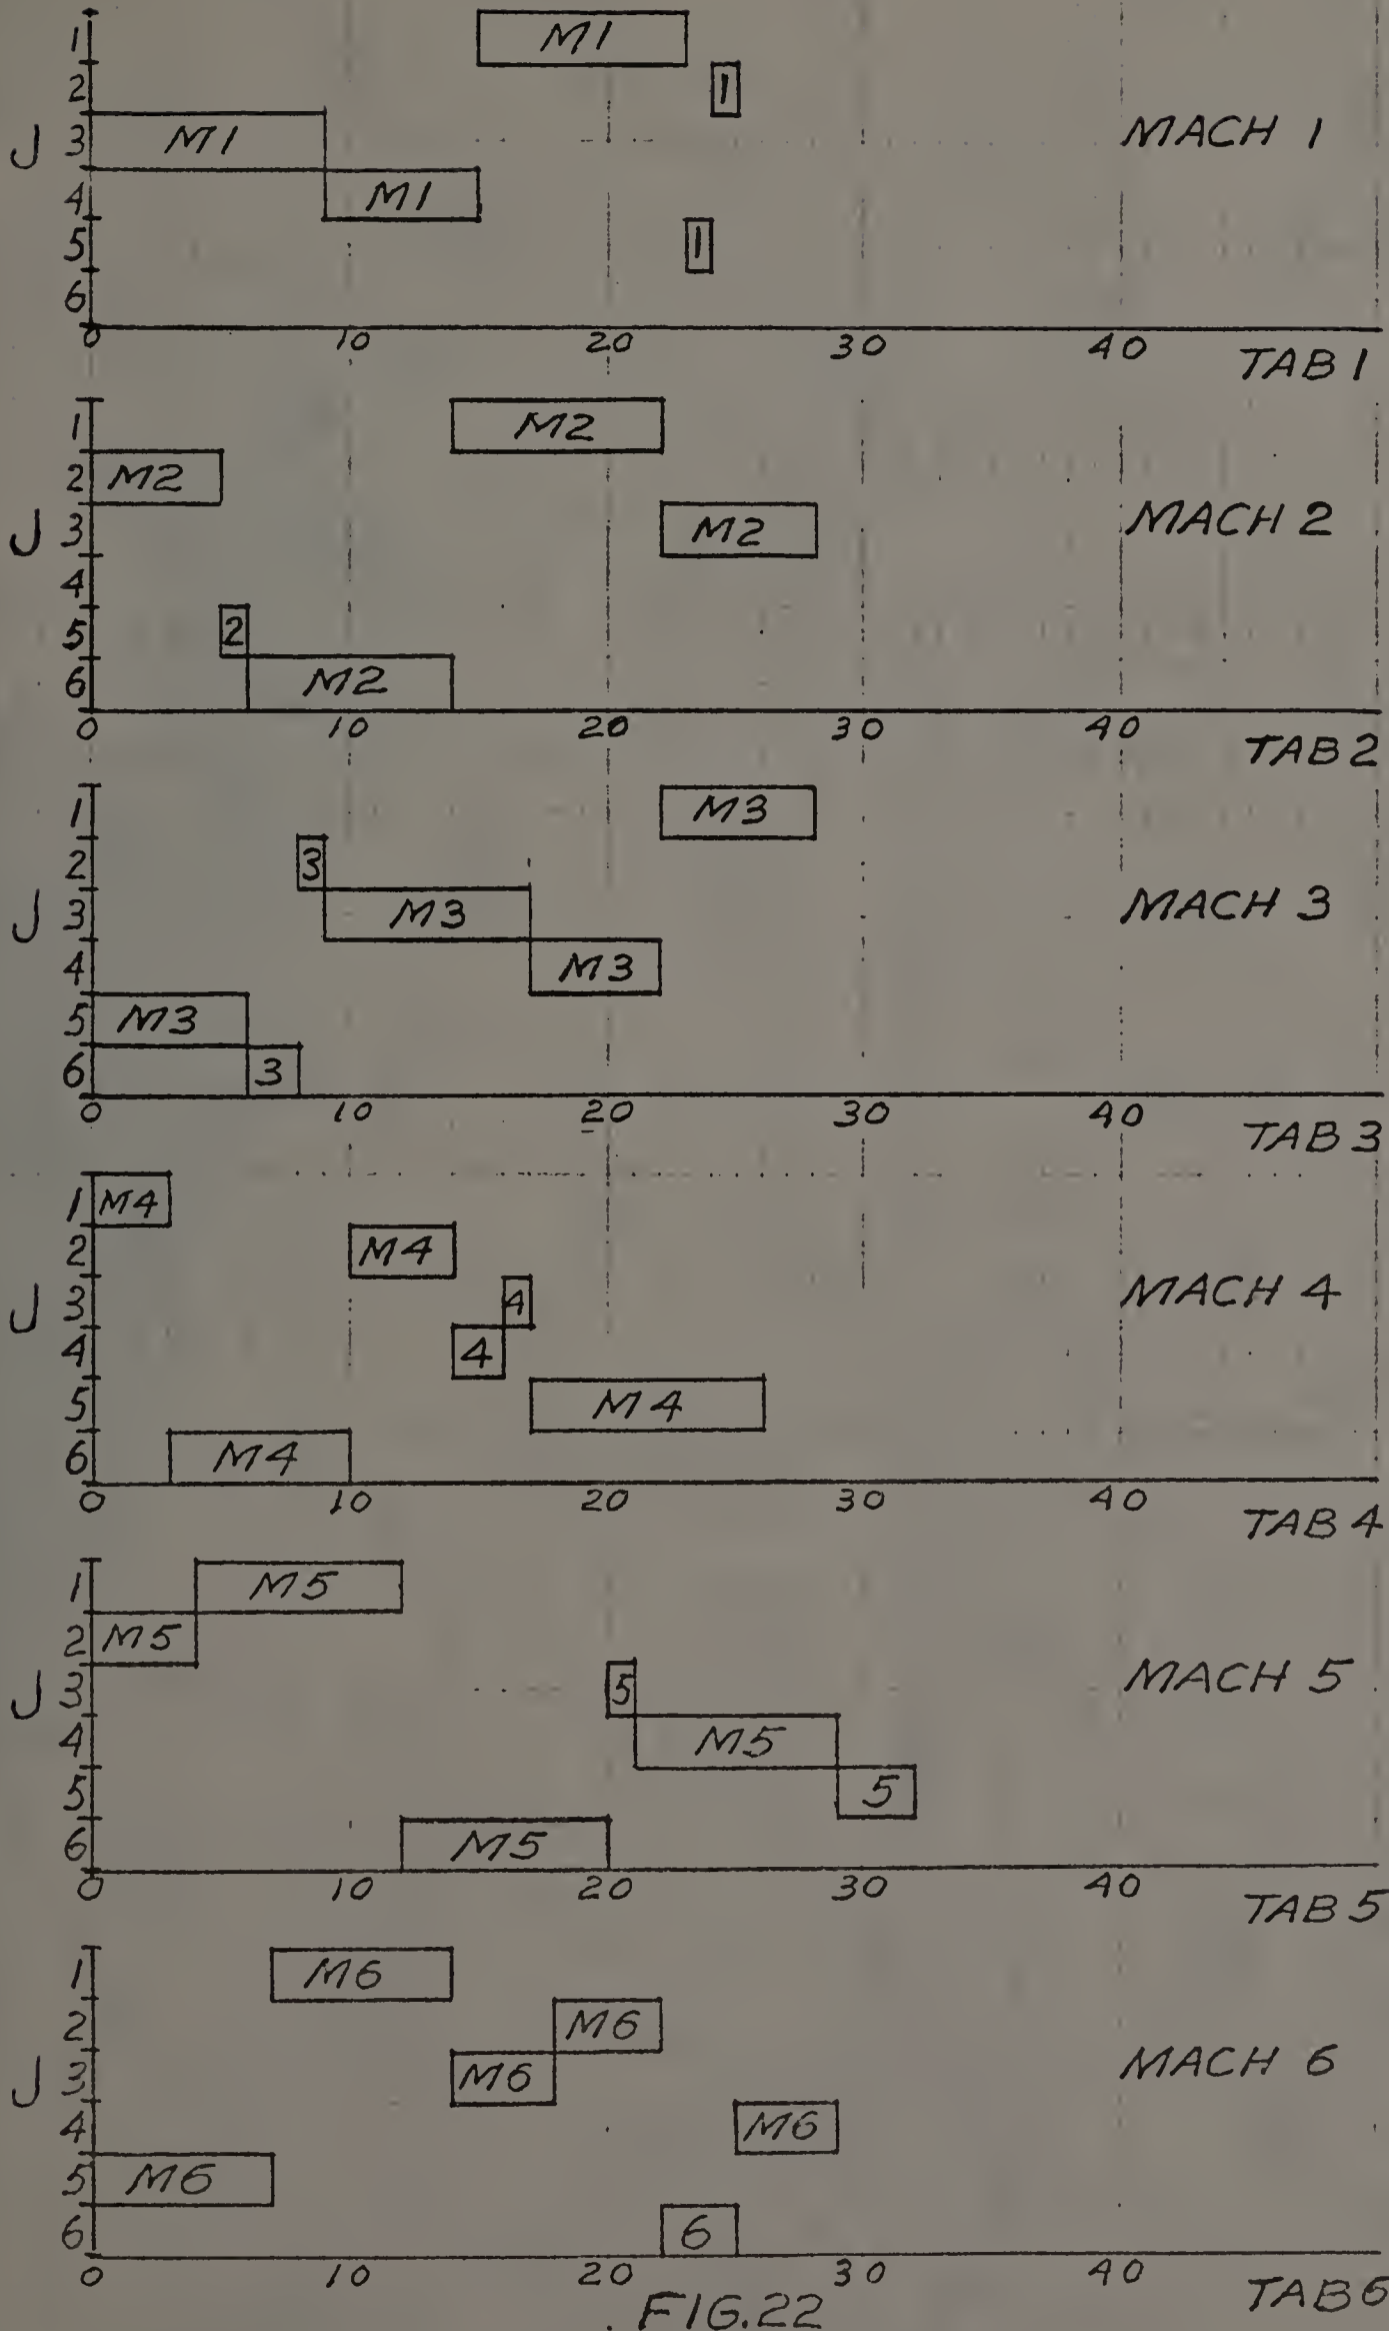 1 M1
2 1
J 3 M1 MACH 1
4 M1
5 1
6
0 10 20 30 40 TAB 1
1 M2
2 M2
J 3 M2 MACH 2
4
5 2
6 M2
0 10 20 30 40 TAB 2
1 M3
2 3
J 3 M3 MACH 3
4 M3
5 M3
6 3
0 10 20 30 40 TAB 3
1 M4
2 M4
J 3 4 MACH 4
4 4
5 M4
6 M4
0 10 20 30 40 TAB 4
1 M5
2 M5
J 3 5 MACH 5
4 M5
5 5
6 M5
0 10 20 30 40 TAB 5
1 M6
2 M6
J 3 M6 MACH 6
4 M6
5 M6
6 6
0 10 20 30 40 TAB 6
FIG.22